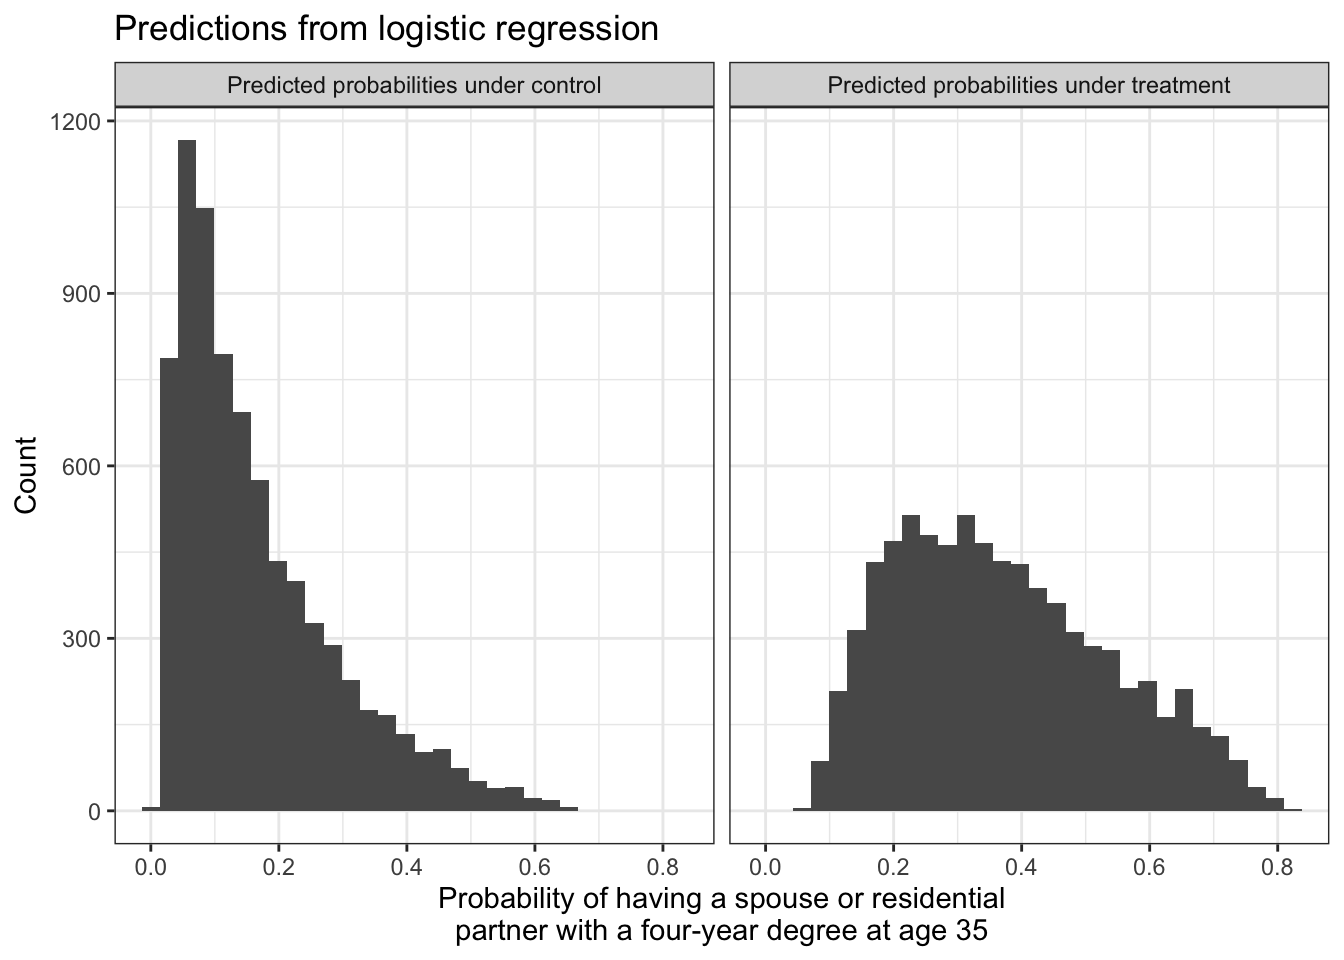 Predictions from logistic regression
Predicted probabilities under control
Predicted probabilities under treatment
Count
1200
900
600
300
0
0.0 0.2 0.4 0.6 0.8
0.0 0.2 0.4 0.6 0.8
Probability of having a spouse or residential
partner with a four-year degree at age 35